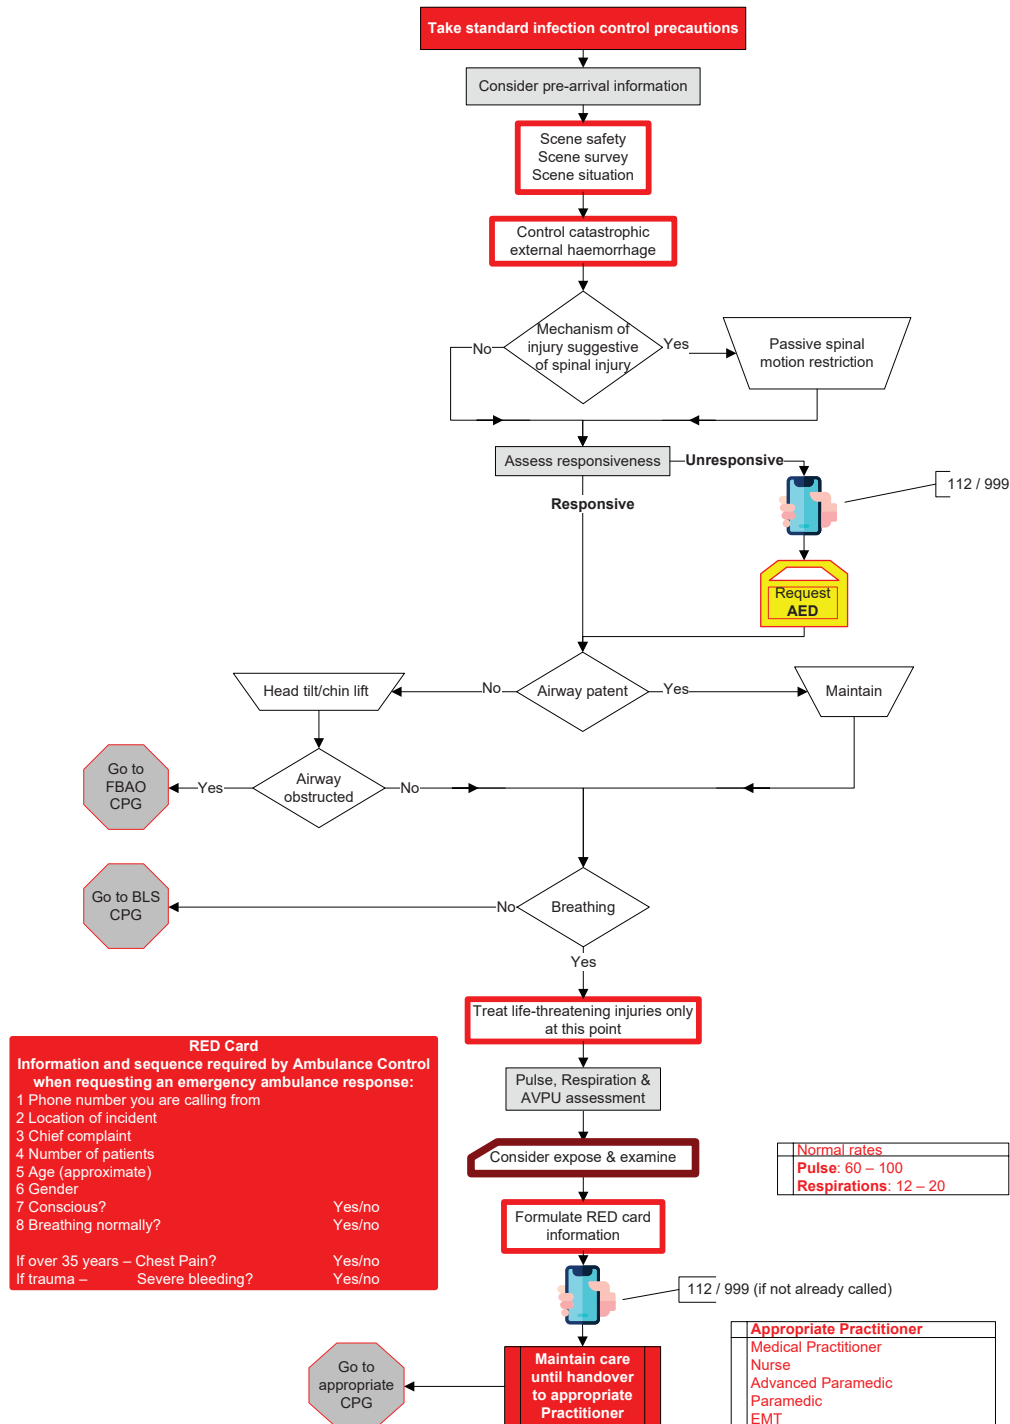 Take standard infection control precautions
Consider pre-arrival information
Scene safety
Scene survey
Scene situation
Control catastrophic
external haemorrhage
Mechanism of
injury suggestive
of spinal injury
No
Yes
Passive spinal
motion restriction
Assess responsiveness
Unresponsive
112 / 999
Responsive
Request
AED
Head tilt/chin lift
No
Airway patent
Yes
Maintain
Go to
FBAO
CPG
Yes
Airway
obstructed
No
Go to BLS
CPG
No
Breathing
Yes
Treat life-threatening injuries only
at this point
RED Card
Information and sequence required by Ambulance Control
when requesting an emergency ambulance response:
1 Phone number you are calling from
2 Location of incident
3 Chief complaint
4 Number of patients
5 Age (approximate)
6 Gender
7 Conscious? Yes/no
8 Breathing normally? Yes/no
If over 35 years – Chest Pain? Yes/no
If trauma – Severe bleeding? Yes/no
Pulse, Respiration &
AVPU assessment
Consider expose & examine
Normal rates
Pulse: 60 – 100
Respirations: 12 – 20
Formulate RED card
information
112 / 999 (if not already called)
Go to
appropriate
CPG
Maintain care
until handover
to appropriate
Practitioner
Appropriate Practitioner
Medical Practitioner
Nurse
Advanced Paramedic
Paramedic
EMT